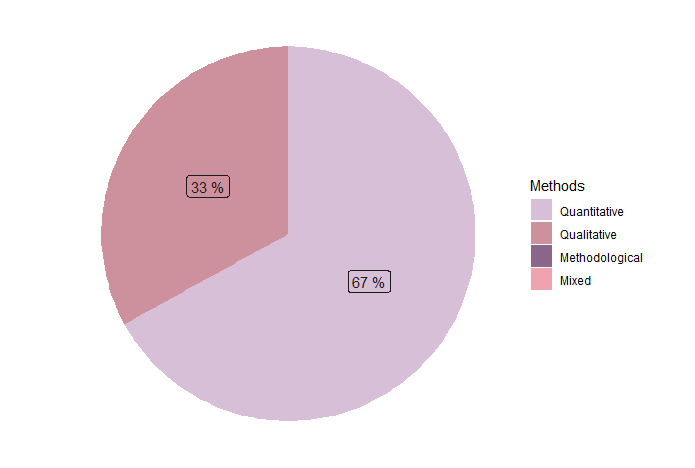 33 %
67 %
Methods
Quantitative
Qualitative
Methodological
Mixed